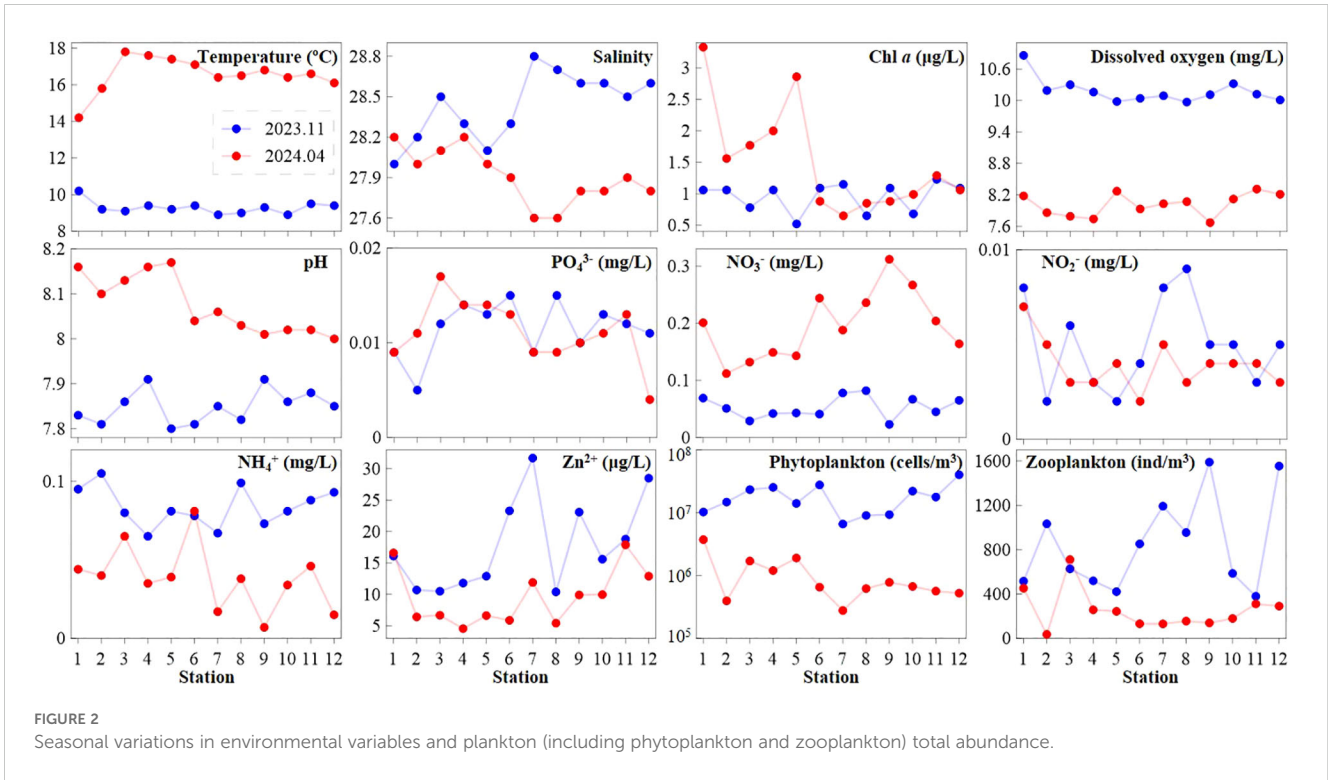 Temperature (ºC)
18
16
14
12
10
8
2023.11
2024.04
Salinity
28.8
28.5
28.2
27.9
27.6
Chl a (µg/L)
3
2.5
2
1.5
1
0.5
Dissolved oxygen (mg/L)
10.6
10
9.4
8.8
8.2
7.6
pH
8.2
8.1
8
7.9
7.8
PO₄³⁻ (mg/L)
0.02
0.01
0
NO₃⁻ (mg/L)
0.3
0.2
0.1
0
NO₂⁻ (mg/L)
0.01
0
NH₄⁺ (mg/L)
0.1
0
1 2 3 4 5 6 7 8 9 10 11 12
Station
Zn²⁺ (µg/L)
30
25
20
15
10
5
1 2 3 4 5 6 7 8 9 10 11 12
Station
Phytoplankton (cells/m³)
10⁸
10⁷
10⁶
10⁵
1 2 3 4 5 6 7 8 9 10 11 12
Station
Zooplankton (ind/m³)
1600
1200
800
400
0
1 2 3 4 5 6 7 8 9 10 11 12
Station
FIGURE 2
Seasonal variations in environmental variables and plankton (including phytoplankton and zooplankton) total abundance.